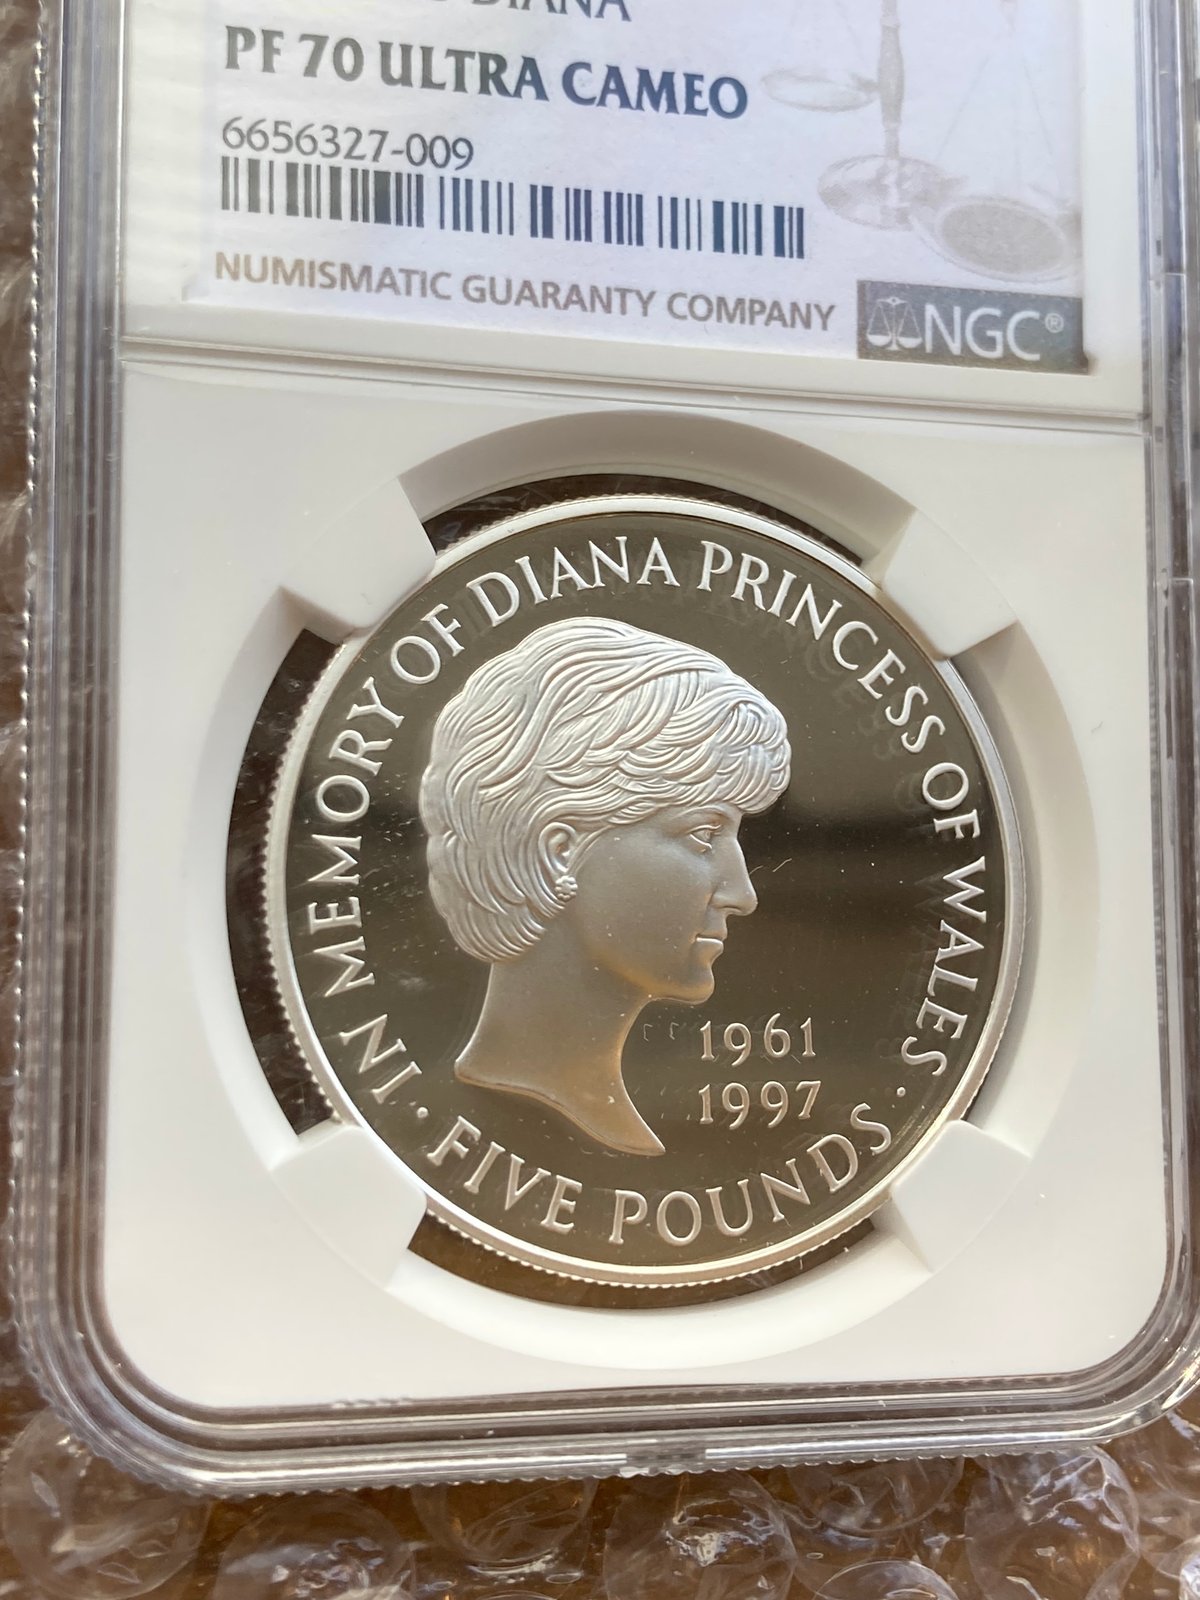 DIANA
PF 70 ULTRA CAMEO
6656327-009
NUMISMATIC GUARANTY COMPANY
NGC®
IN MEMORY OF DIANA PRINCESS OF WALES
1961
1997
· FIVE POUNDS ·